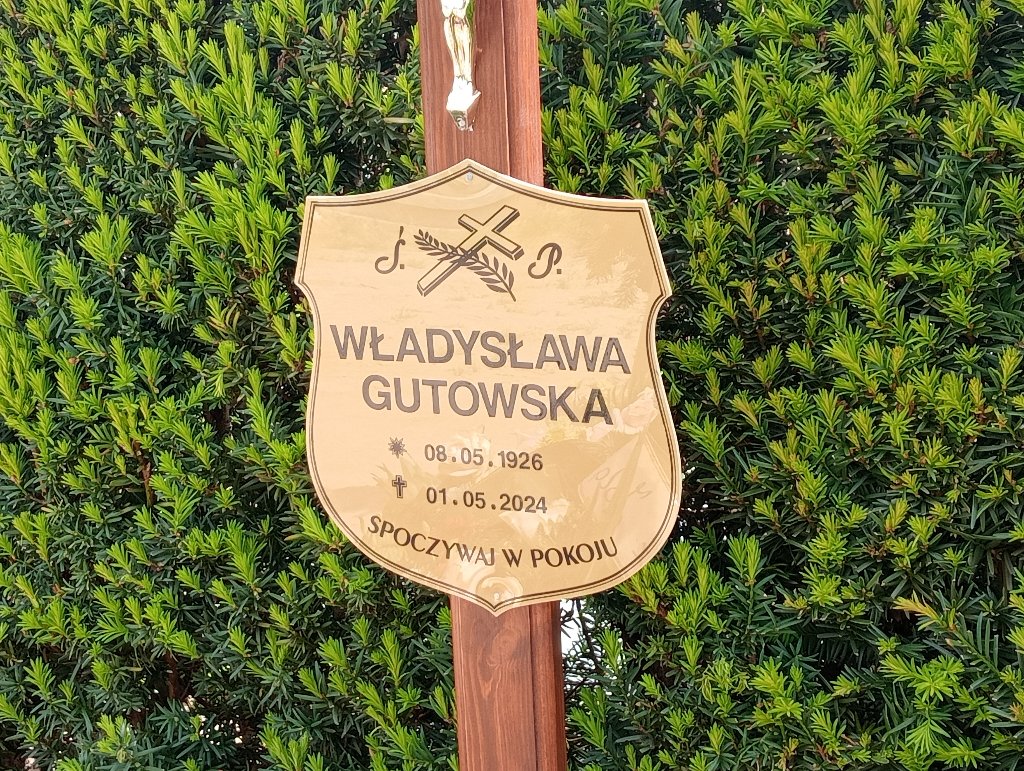 Ś. P.
WŁADYSŁAWA
GUTOWSKA
08.05.1926
01.05.2024
SPOCZYWAJ W POKOJU